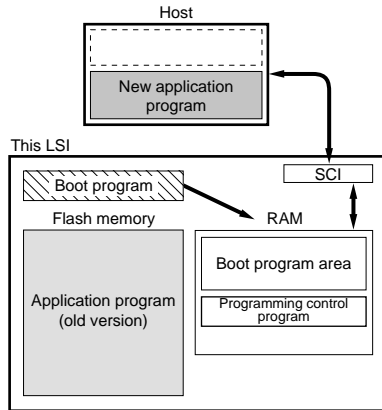 Host
New application
program
This LSI
SCI
Boot program
Flash memory
RAM
Application program
(old version)
Boot program area
Programming control
program